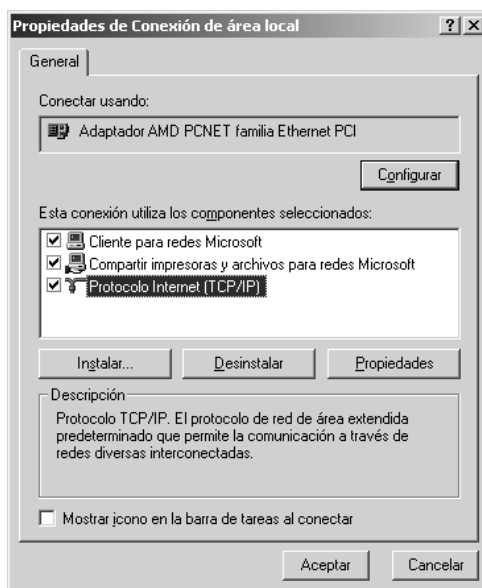 Propiedades de Conexión de área local
General
Conectar usando:
Adaptador AMD PCNET familia Ethernet PCI
Configurar
Esta conexión utiliza los componentes seleccionados:
Cliente para redes Microsoft
Compartir impresoras y archivos para redes Microsoft
Protocolo Internet (TCP/IP)
Instalar... Desinstalar Propiedades
Descripción
Protocolo TCP/IP. El protocolo de red de área extendida
predeterminado que permite la comunicación a través de
redes diversas interconectadas.
Mostrar icono en la barra de tareas al conectar
Aceptar Cancelar